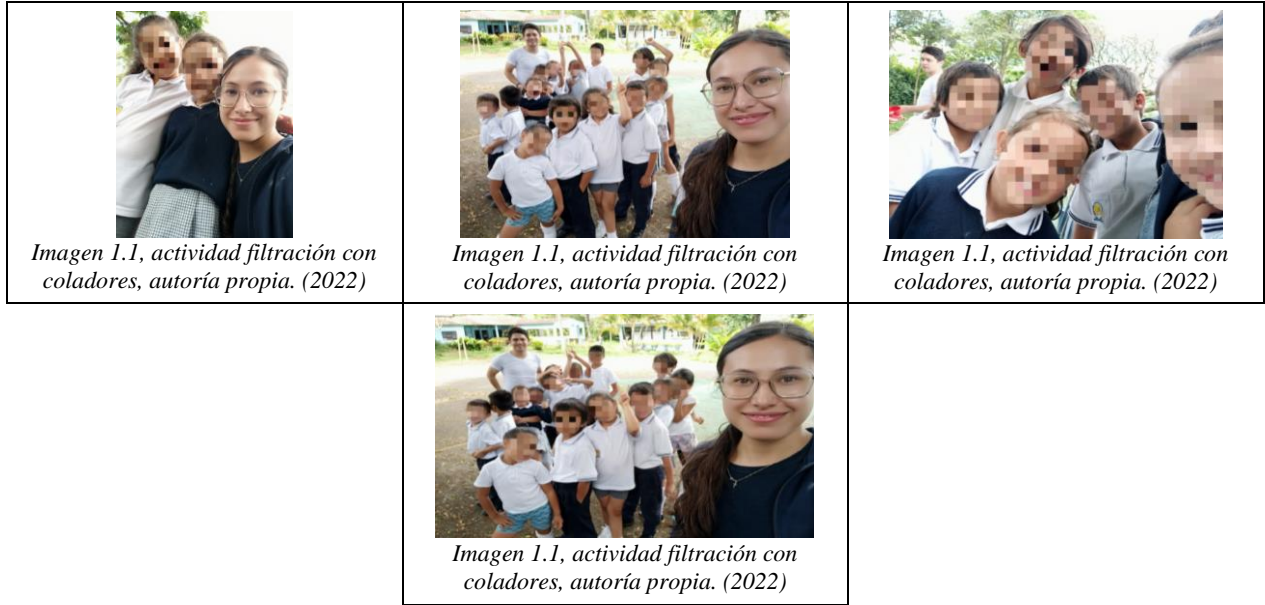 Imagen 1.1, actividad filtración con
coladores, autoría propia. (2022)
Imagen 1.1, actividad filtración con
coladores, autoría propia. (2022)
Imagen 1.1, actividad filtración con
coladores, autoría propia. (2022)
Imagen 1.1, actividad filtración con
coladores, autoría propia. (2022)